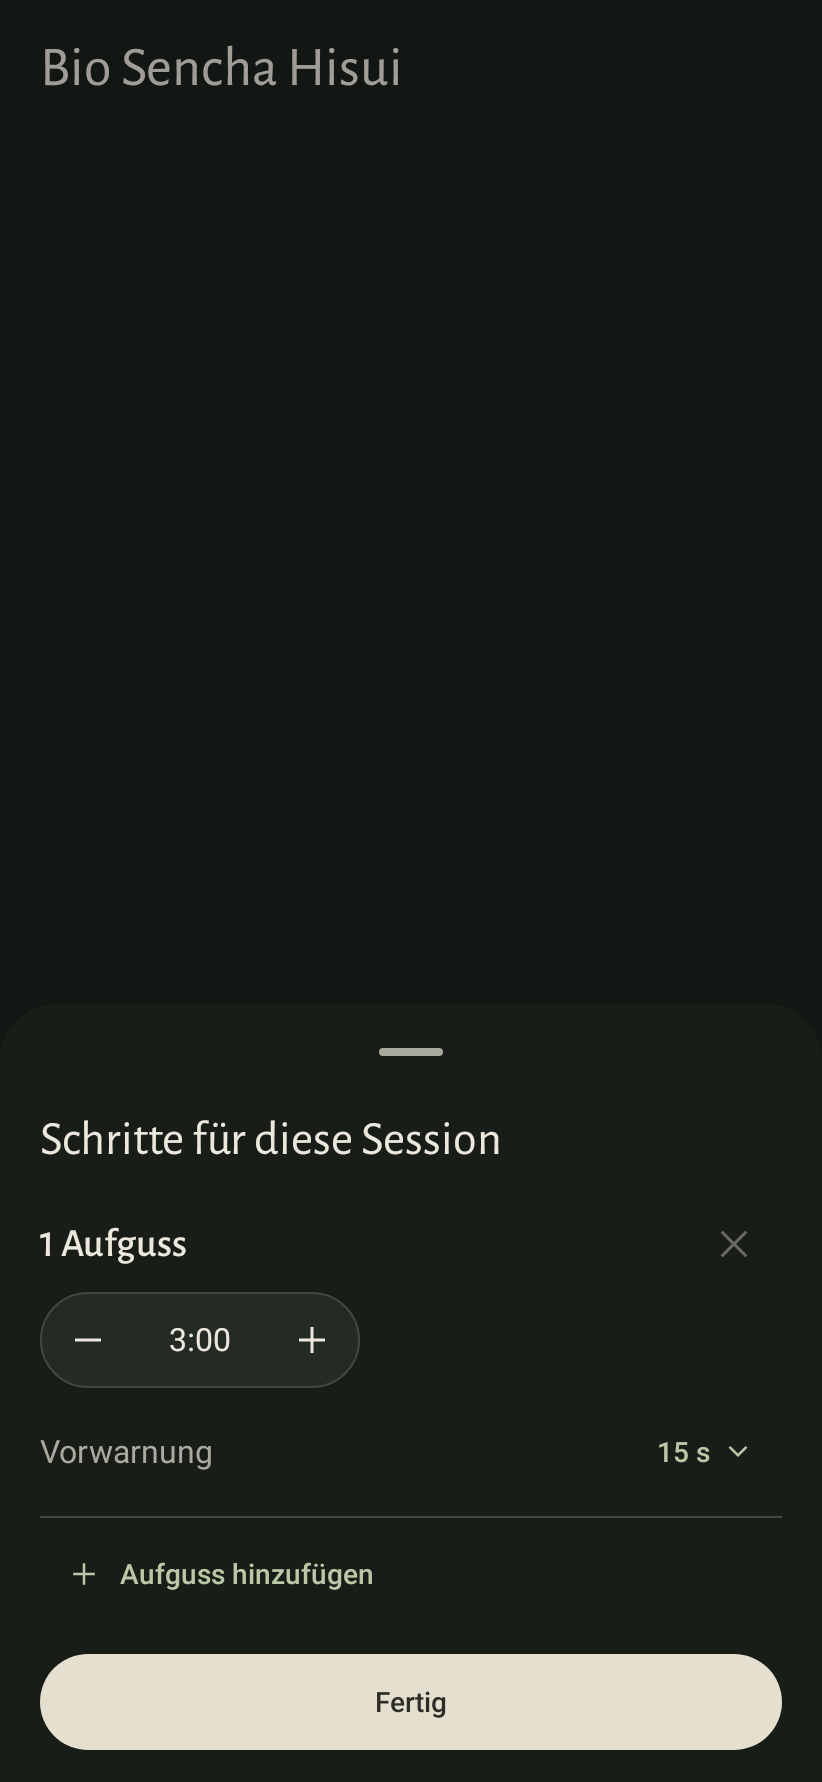 Bio Sencha Hisui
Schritte für diese Session
1 Aufguss
3:00
Vorwarnung
15 s
Aufguss hinzufügen
Fertig